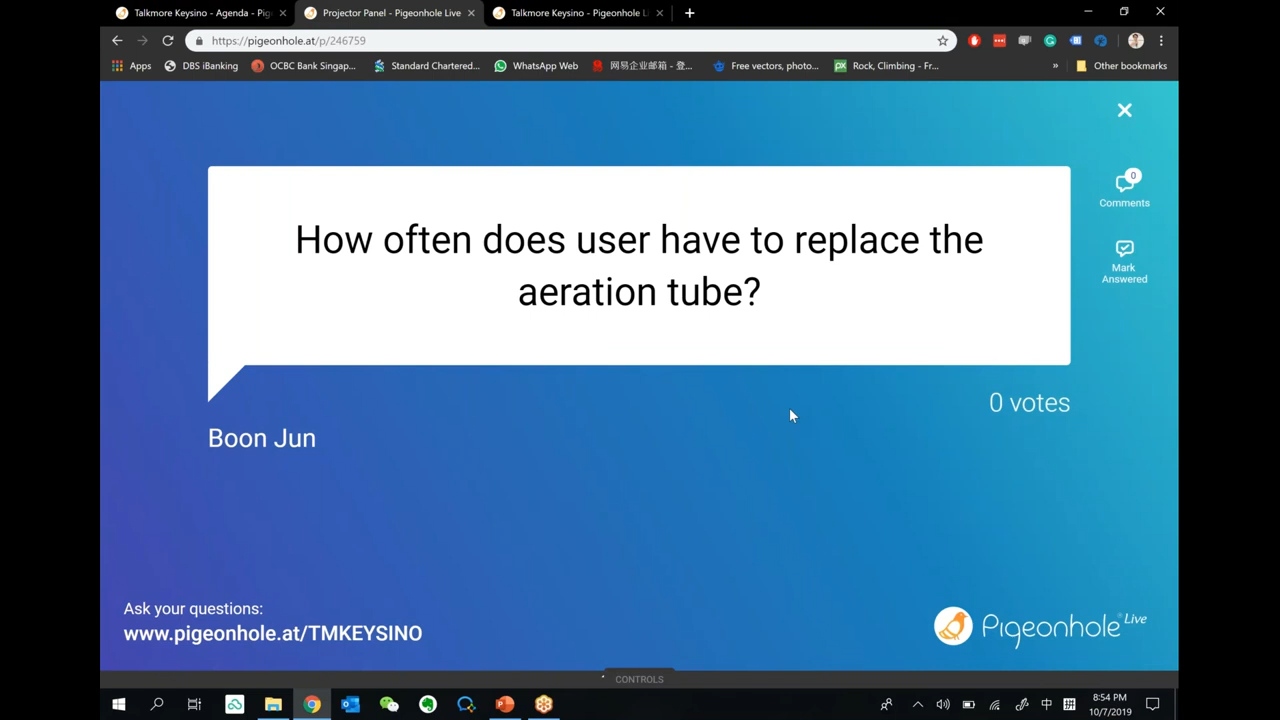 Talkmore Keysino - Agenda - Pig
Projector Panel - Pigeonhole Live
Talkmore Keysino - Pigeonhole Li
https://pigeonhole.at/p/246759
Apps
DBS iBanking
OCBC Bank Singap...
Standard Chartered...
WhatsApp Web
网易企业邮箱 - 登...
Free vectors, photo...
px
Rock, Climbing - Fr...
»
Other bookmarks
0
Comments
Mark
Answered
How often does user have to replace the
aeration tube?
0 votes
Boon Jun
Ask your questions:
www.pigeonhole.at/TMKEYSINO
Pigeonhole Live
CONTROLS
中
拼
8:54 PM
10/7/2019